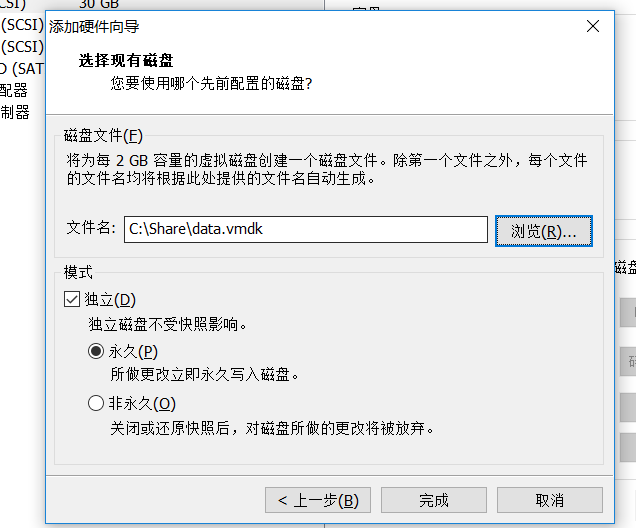 CSI)
30 GB
(SCSI)
(SCSI)
(SAT
配器
制器
添加硬件向导
选择现有磁盘
您要使用哪个先前配置的磁盘?
磁盘文件(F)
将为每 2 GB 容量的虚拟磁盘创建一个磁盘文件。除第一个文件之外，每个文件
的文件名均将根据此处提供的文件名自动生成。
文件名:
C:\Share\data.vmdk
浏览(R)...
模式
独立(D)
独立磁盘不受快照影响。
永久(P)
所做更改立即永久写入磁盘。
非永久(O)
关闭或还原快照后，对磁盘所做的更改将被放弃。
磁盘
< 上一步(B)
完成
取消